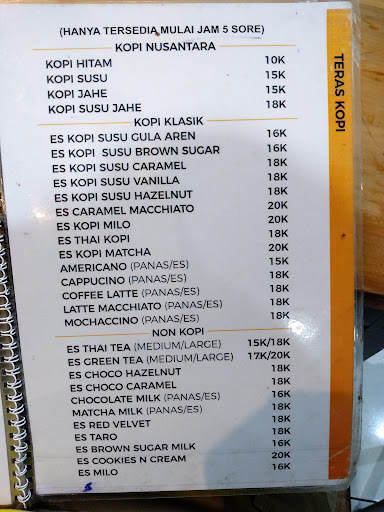 (HANYA TERSEDIA MULAI JAM 5 SORE)
KOPI NUSANTARA
KOPI HITAM 10K
KOPI SUSU 15K
KOPI JAHE 15K
KOPI SUSU JAHE 18K
KOPI KLASIK
ES KOPI SUSU GULA AREN 16K
ES KOPI SUSU BROWN SUGAR 16K
ES KOPI SUSU CARAMEL 18K
ES KOPI SUSU VANILLA 18K
ES KOPI SUSU HAZELNUT 18K
ES CARAMEL MACCHIATO 20K
ES KOPI MILO 20K
ES THAI KOPI 18K
ES KOPI MATCHA 20K
AMERICANO (PANAS/ES) 15K
CAPPUCINO (PANAS/ES) 18K
COFFEE LATTE (PANAS/ES) 18K
LATTE MACCHIATO (PANAS/ES) 18K
MOCHACCINO (PANAS/ES) 18K
NON KOPI
ES THAI TEA (MEDIUM/LARGE) 15K/18K
ES GREEN TEA (MEDIUM/LARGE) 17K/20K
ES CHOCO HAZELNUT 18K
ES CHOCO CARAMEL 18K
CHOCOLATE MILK (PANAS/ES) 16K
MATCHA MILK (PANAS/ES) 18K
ES RED VELVET 18K
ES TARO 18K
ES BROWN SUGAR MILK 16K
ES COOKIES N CREAM 20K
ES MILO 16K
TERAS KOPI